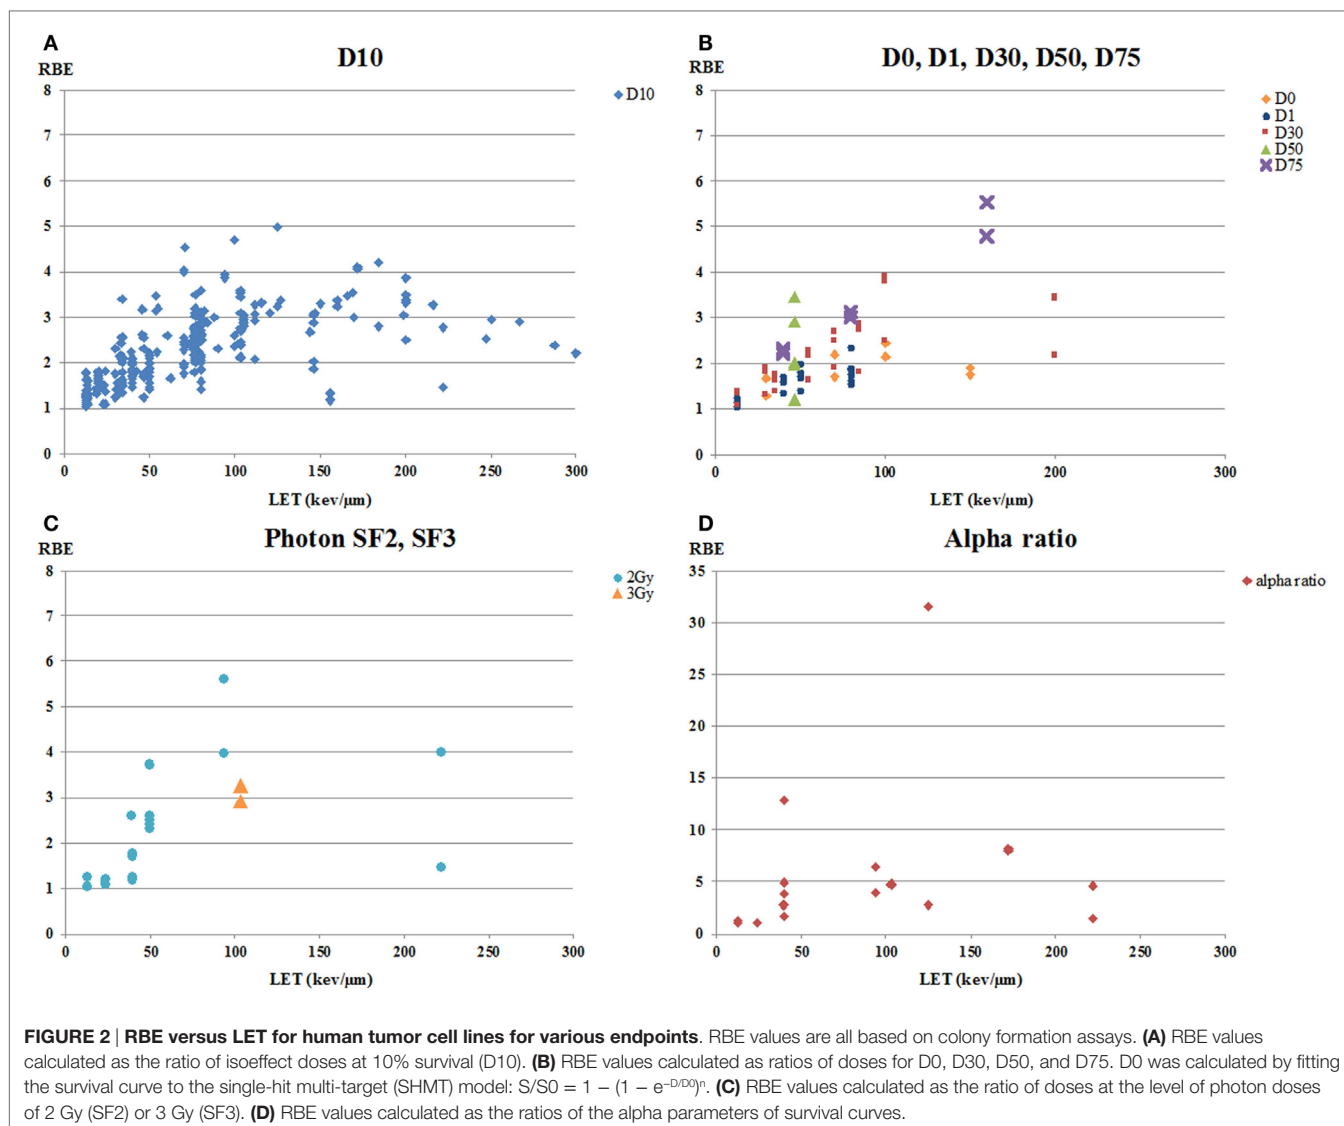 A
RBE
D10
8
7
6
5
4
3
2
1
0
0 50 100 150 200 250 300
LET (kev/µm)
D10
B
RBE
D0, D1, D30, D50, D75
8
7
6
5
4
3
2
1
0
0 100 200 300
LET (kev/µm)
D0
D1
D30
D50
D75
C
RBE
Photon SF2, SF3
8
7
6
5
4
3
2
1
0
0 50 100 150 200 250 300
LET (kev/µm)
2Gy
3Gy
D
RBE
Alpha ratio
35
30
25
20
15
10
5
0
0 50 100 150 200 250 300
LET (kev/µm)
alpha ratio
FIGURE 2 | RBE versus LET for human tumor cell lines for various endpoints. RBE values are all based on colony formation assays. (A) RBE values
calculated as the ratio of isoeffect doses at 10% survival (D10). (B) RBE values calculated as ratios of doses for D0, D30, D50, and D75. D0 was calculated by fitting
the survival curve to the single-hit multi-target (SHMT) model: S/S0 = 1 − (1 − e−D/D0)n. (C) RBE values calculated as the ratio of doses at the level of photon doses
of 2 Gy (SF2) or 3 Gy (SF3). (D) RBE values calculated as the ratios of the alpha parameters of survival curves.